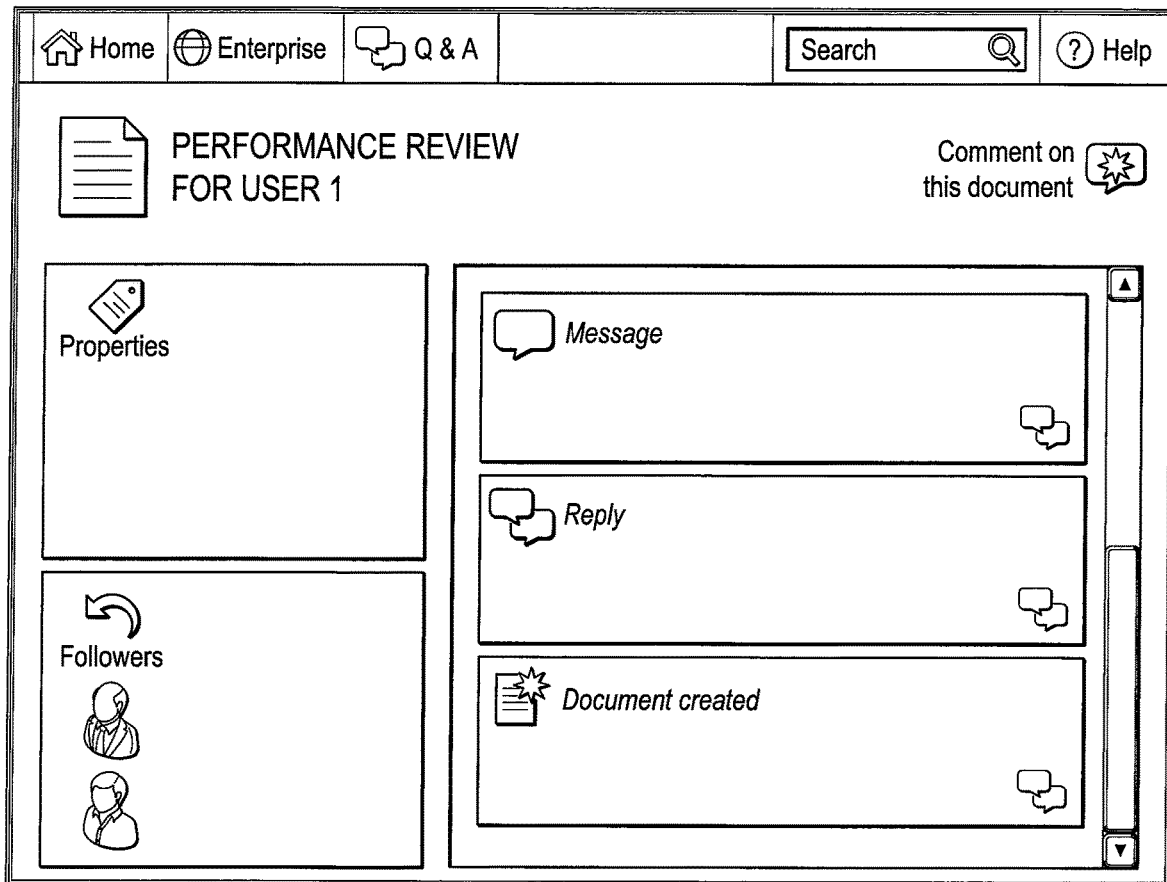 Home Enterprise Q & A Search Help
PERFORMANCE REVIEW
FOR USER 1
Comment on
this document
Properties
Followers
Message
Reply
Document created